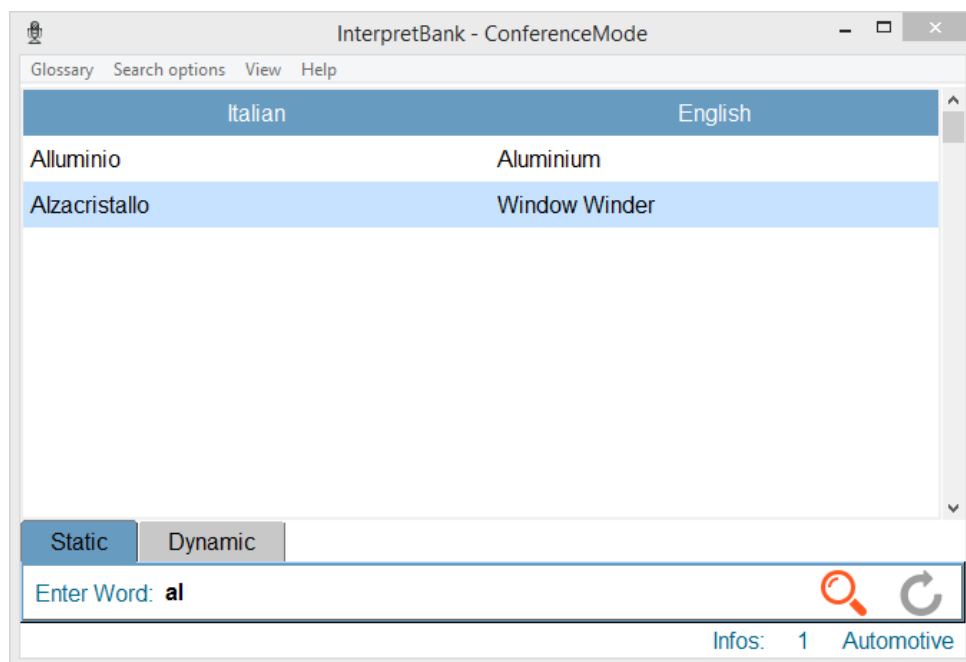 InterpretBank - ConferenceMode
Glossary Search options View Help
Italian English
Alluminio Aluminium
Alzacristallo Window Winder
Static Dynamic
Enter Word: al
Infos: 1 Automotive